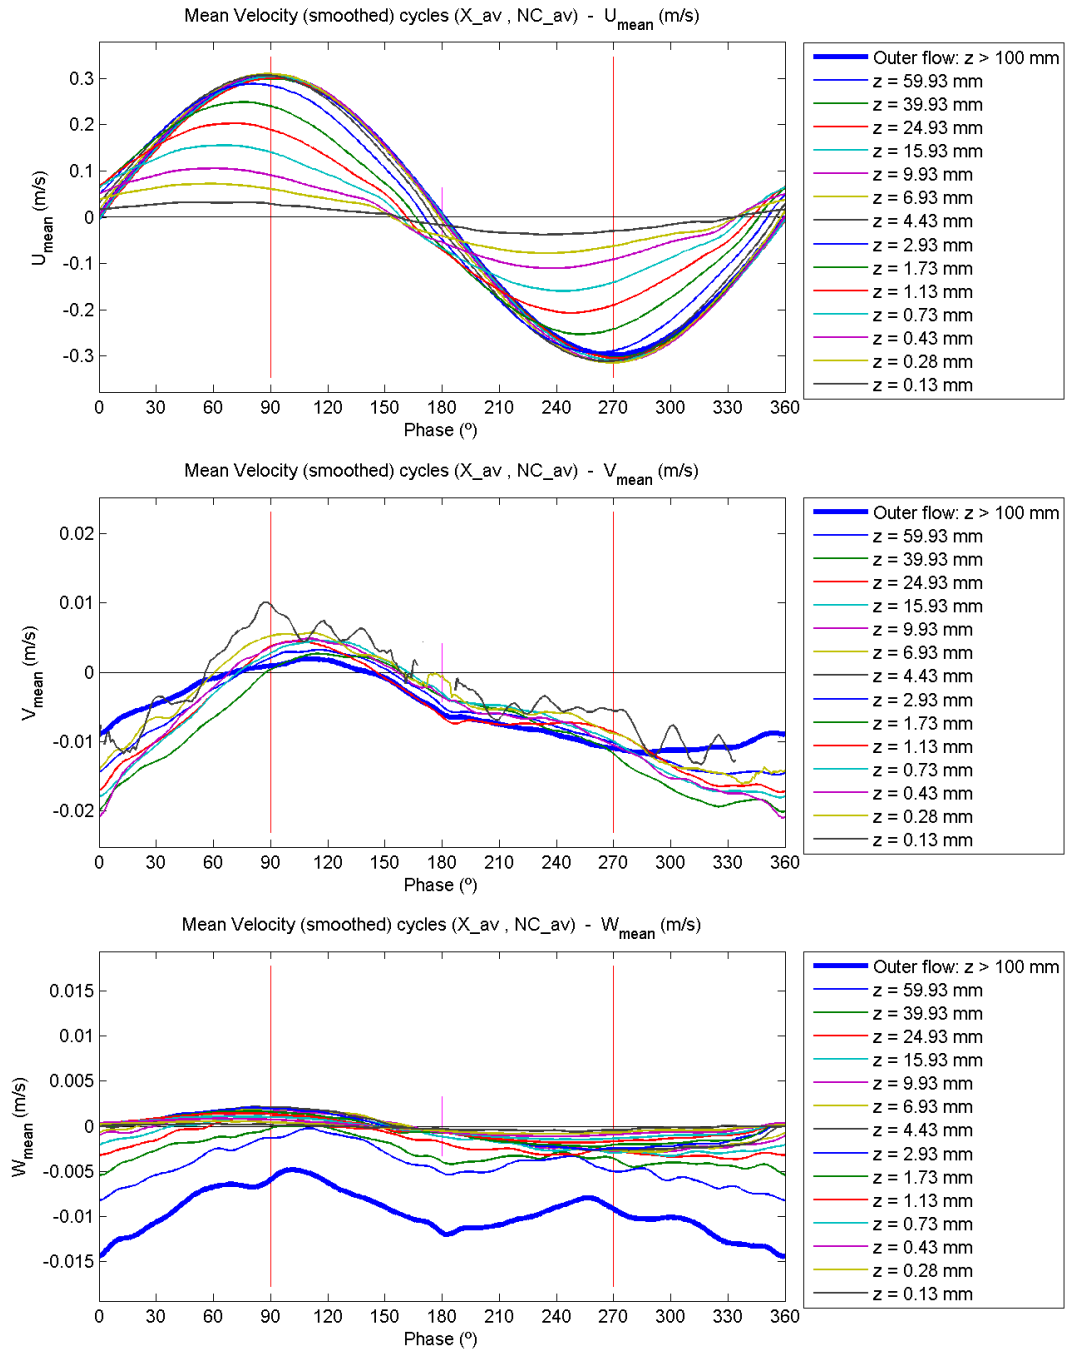 Mean Velocity (smoothed) cycles (X_av , NC_av)  -  U_mean (m/s)
0.3
0.2
0.1
0
-0.1
-0.2
-0.3
U_mean (m/s)
0 30 60 90 120 150 180 210 240 270 300 330 360
Phase (º)
Outer flow: z > 100 mm
z = 59.93 mm
z = 39.93 mm
z = 24.93 mm
z = 15.93 mm
z = 9.93 mm
z = 6.93 mm
z = 4.43 mm
z = 2.93 mm
z = 1.73 mm
z = 1.13 mm
z = 0.73 mm
z = 0.43 mm
z = 0.28 mm
z = 0.13 mm
Mean Velocity (smoothed) cycles (X_av , NC_av)  -  V_mean (m/s)
0.02
0.01
0
-0.01
-0.02
V_mean (m/s)
0 30 60 90 120 150 180 210 240 270 300 330 360
Phase (º)
Outer flow: z > 100 mm
z = 59.93 mm
z = 39.93 mm
z = 24.93 mm
z = 15.93 mm
z = 9.93 mm
z = 6.93 mm
z = 4.43 mm
z = 2.93 mm
z = 1.73 mm
z = 1.13 mm
z = 0.73 mm
z = 0.43 mm
z = 0.28 mm
z = 0.13 mm
Mean Velocity (smoothed) cycles (X_av , NC_av)  -  W_mean (m/s)
0.015
0.01
0.005
0
-0.005
-0.01
-0.015
W_mean (m/s)
0 30 60 90 120 150 180 210 240 270 300 330 360
Phase (º)
Outer flow: z > 100 mm
z = 59.93 mm
z = 39.93 mm
z = 24.93 mm
z = 15.93 mm
z = 9.93 mm
z = 6.93 mm
z = 4.43 mm
z = 2.93 mm
z = 1.73 mm
z = 1.13 mm
z = 0.73 mm
z = 0.43 mm
z = 0.28 mm
z = 0.13 mm